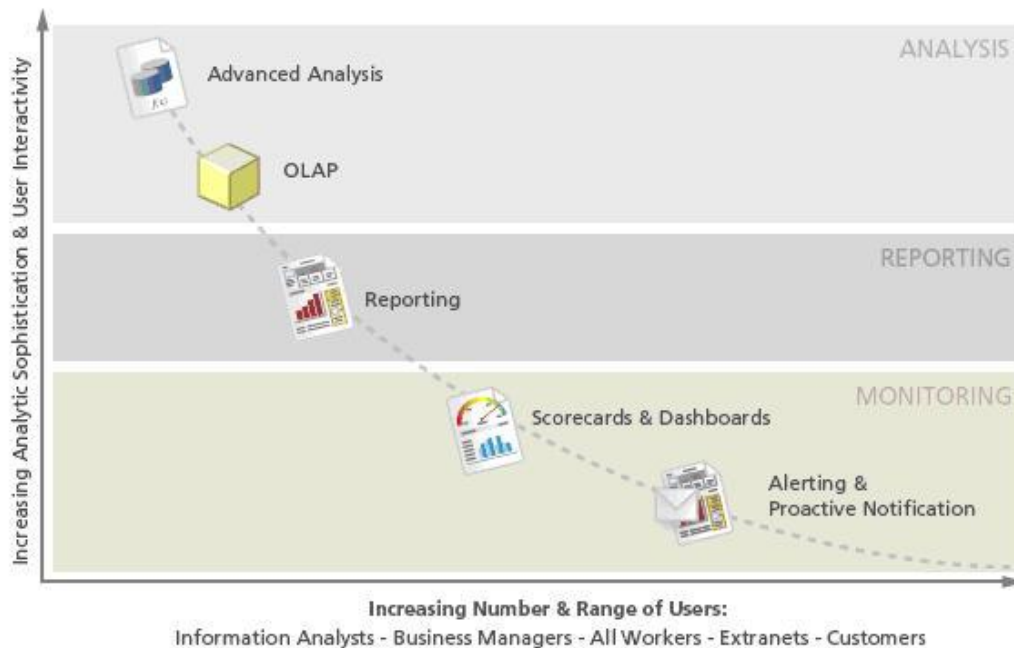 Increasing Analytic Sophistication & User Interactivity
ANALYSIS
Advanced Analysis
f(x)
OLAP
REPORTING
Reporting
MONITORING
Scorecards & Dashboards
Alerting &
Proactive Notification
Increasing Number & Range of Users:
Information Analysts - Business Managers - All Workers - Extranets - Customers